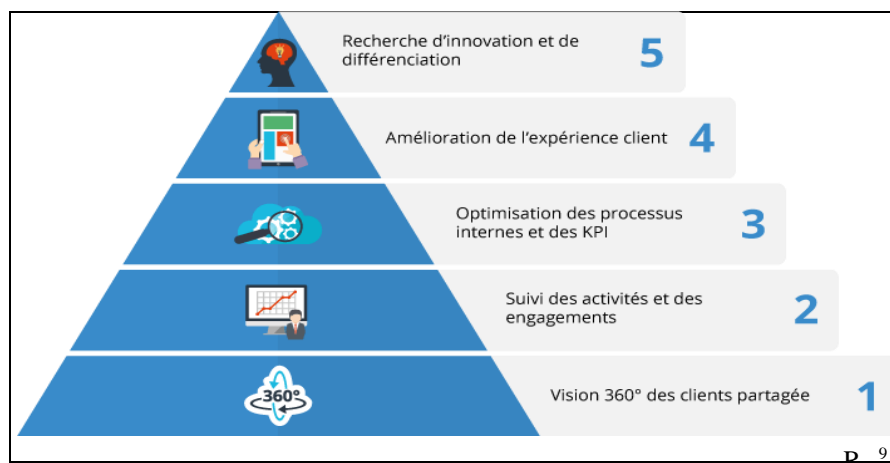 Recherche d’innovation et de
différenciation
5
Amélioration de l’expérience client
4
Optimisation des processus
internes et des KPI
3
Suivi des activités et des
engagements
2
360°
Vision 360° des clients partagée
1
9